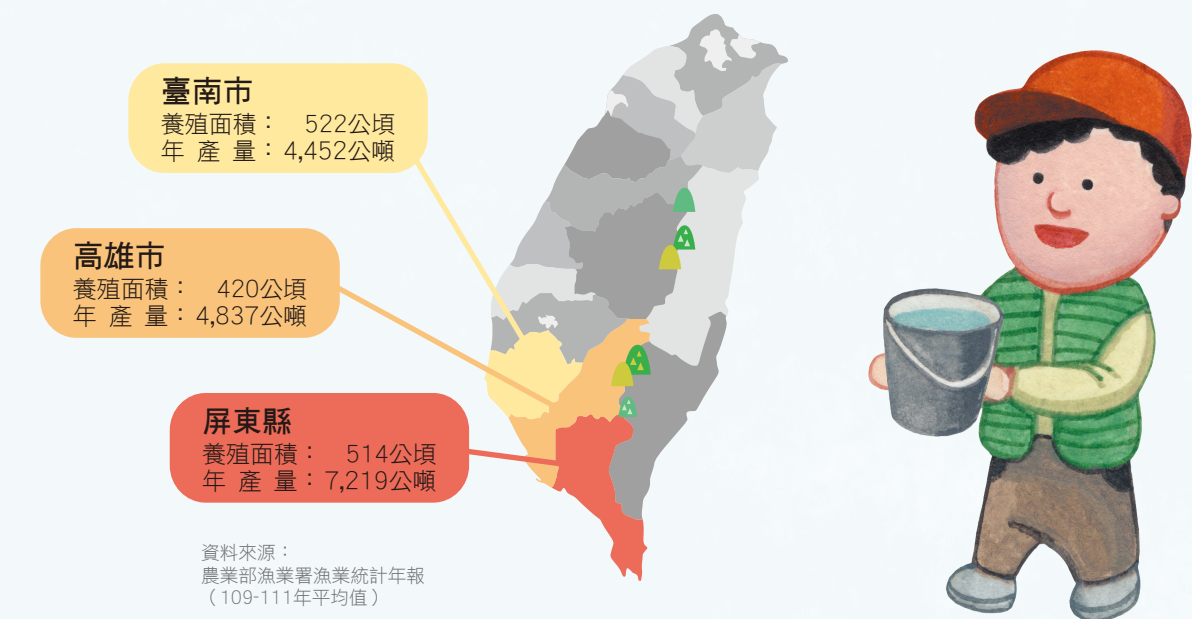 臺南市
養殖面積： 522公頃
年產量：4,452公噸
高雄市
養殖面積： 420公頃
年產量：4,837公噸
屏東縣
養殖面積： 514公頃
年產量：7,219公噸
資料來源：
農業部漁業署漁業統計年報
（109-111年平均值）